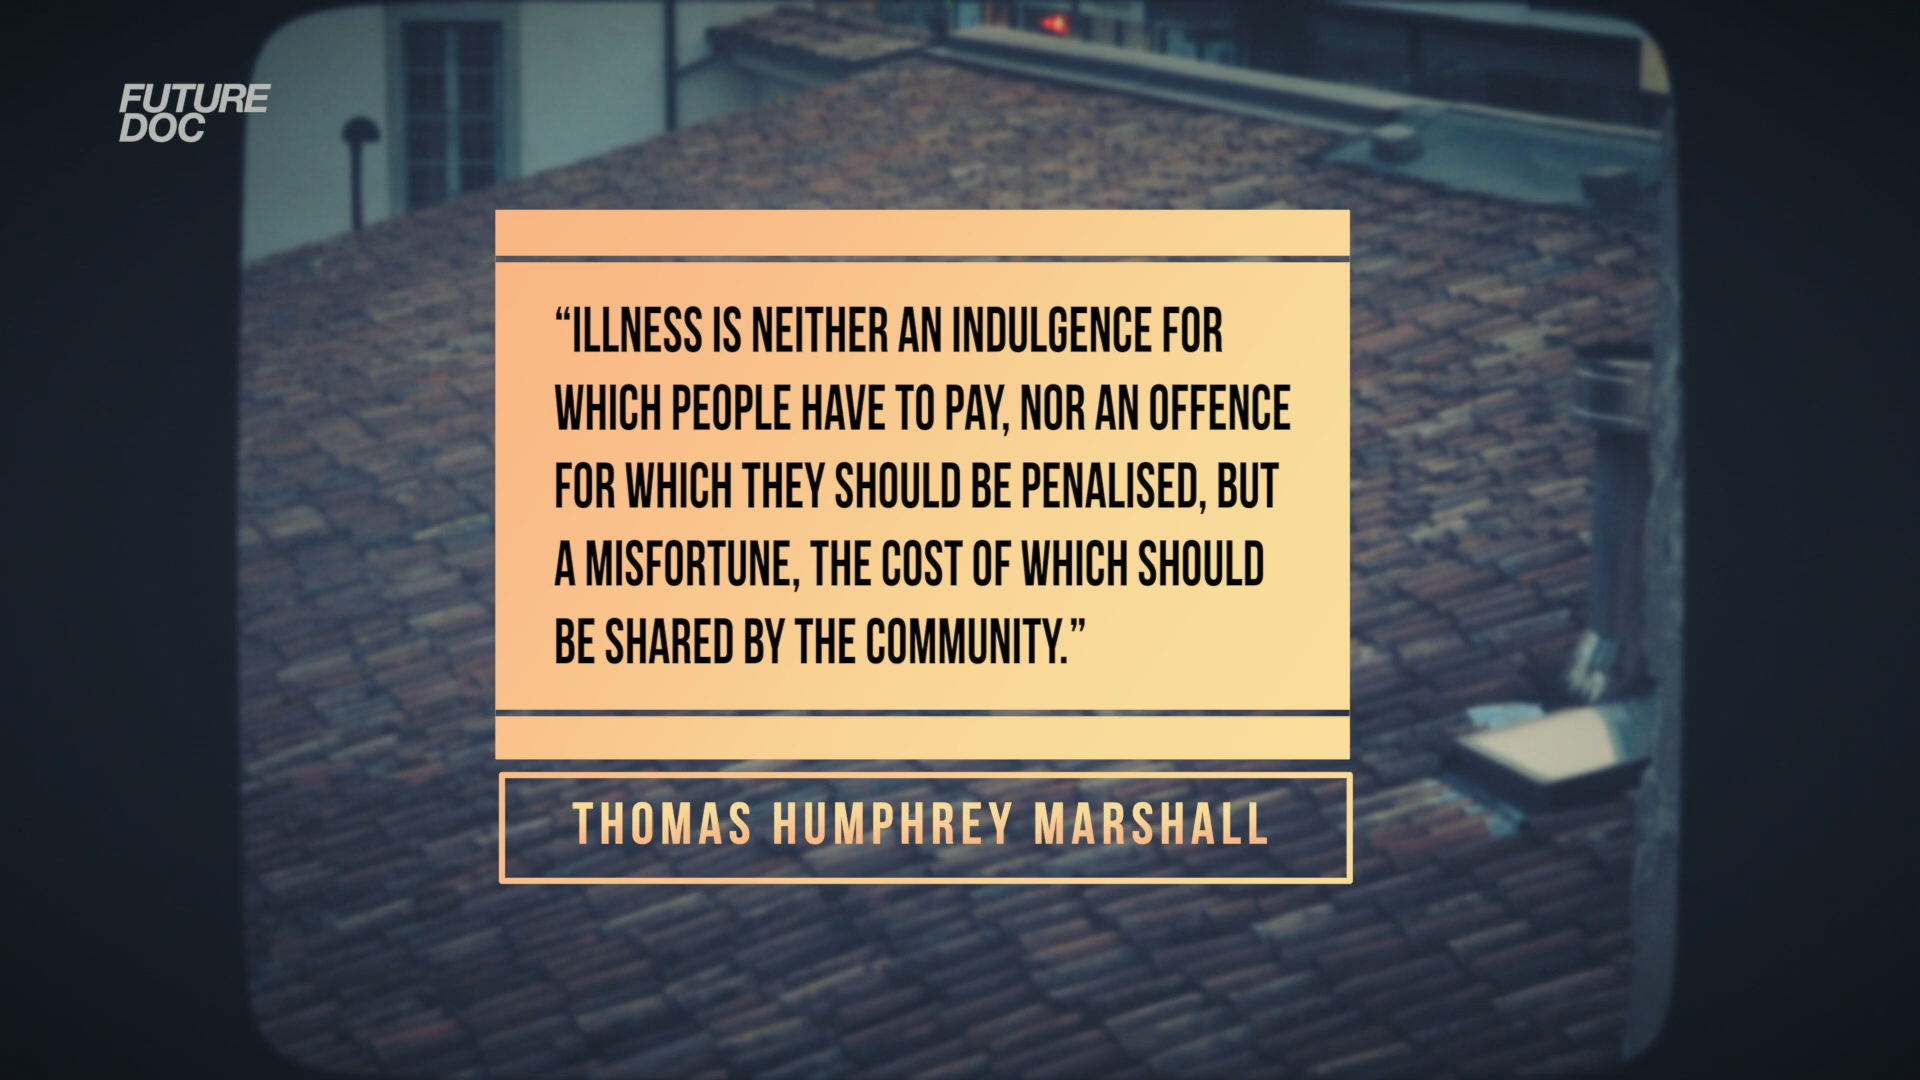 FUTURE
DOC
“ILLNESS IS NEITHER AN INDULGENCE FOR
WHICH PEOPLE HAVE TO PAY, NOR AN OFFENCE
FOR WHICH THEY SHOULD BE PENALISED, BUT
A MISFORTUNE, THE COST OF WHICH SHOULD
BE SHARED BY THE COMMUNITY.”
THOMAS HUMPHREY MARSHALL